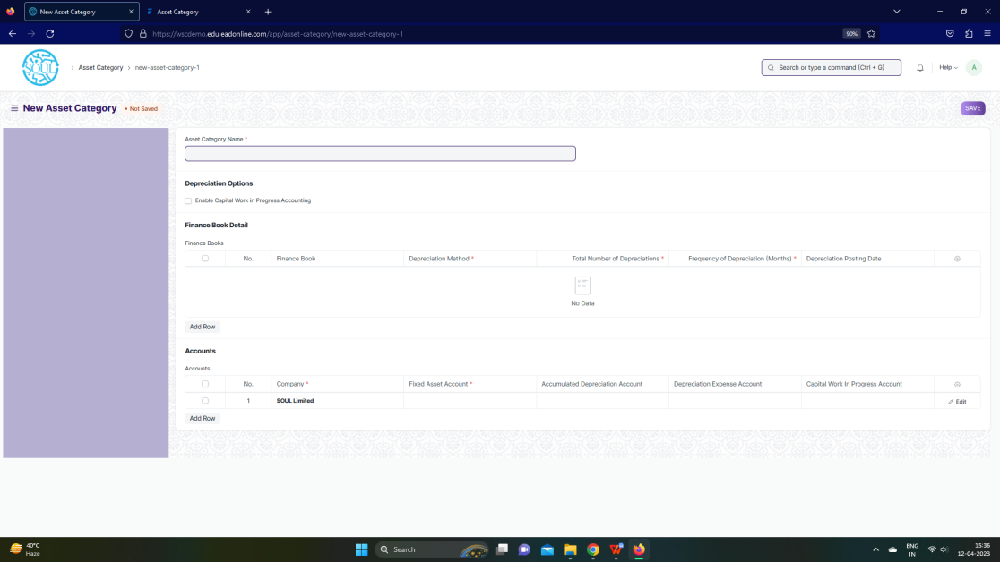 New Asset Category
Asset Category
https://wscdemo.eduleadonline.com/app/asset-category/new-asset-category-1
90%
SOUL
Asset Category
new-asset-category-1
Search or type a command (Ctrl + G)
Help
A
New Asset Category
• Not Saved
SAVE
Asset Category Name *
Depreciation Options
Enable Capital Work in Progress Accounting
Finance Book Detail
Finance Books
No. Finance Book Depreciation Method * Total Number of Depreciations * Frequency of Depreciation (Months) * Depreciation Posting Date
No Data
Add Row
Accounts
Accounts
No. Company * Fixed Asset Account * Accumulated Depreciation Account Depreciation Expense Account Capital Work In Progress Account
1 SOUL Limited Edit
Add Row
40°C
Haze
Search
ENG
IN
15:36
12-04-2023